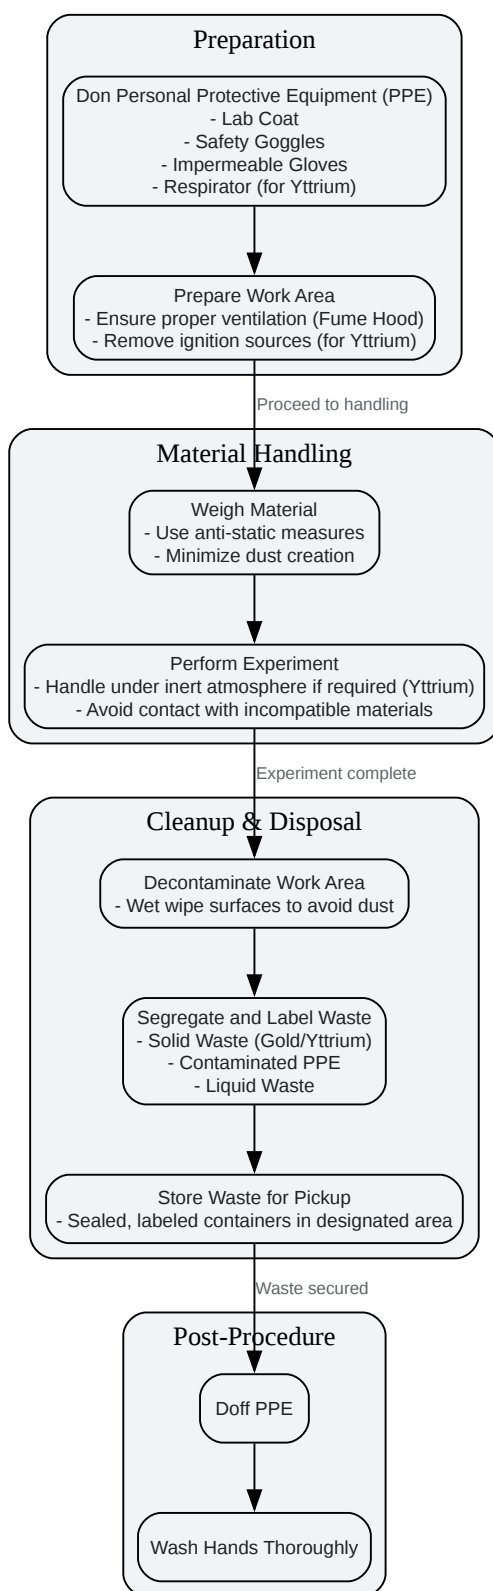 Preparation
Don Personal Protective Equipment (PPE)
- Lab Coat
- Safety Goggles
- Impermeable Gloves
- Respirator (for Yttrium)
Prepare Work Area
- Ensure proper ventilation (Fume Hood)
- Remove ignition sources (for Yttrium)
Proceed to handling
Material Handling
Weigh Material
- Use anti-static measures
- Minimize dust creation
Perform Experiment
- Handle under inert atmosphere if required (Yttrium)
- Avoid contact with incompatible materials
Experiment complete
Cleanup & Disposal
Decontaminate Work Area
- Wet wipe surfaces to avoid dust
Segregate and Label Waste
- Solid Waste (Gold/Yttrium)
- Contaminated PPE
- Liquid Waste
Store Waste for Pickup
- Sealed, labeled containers in designated area
Waste secured
Post-Procedure
Doff PPE
Wash Hands Thoroughly